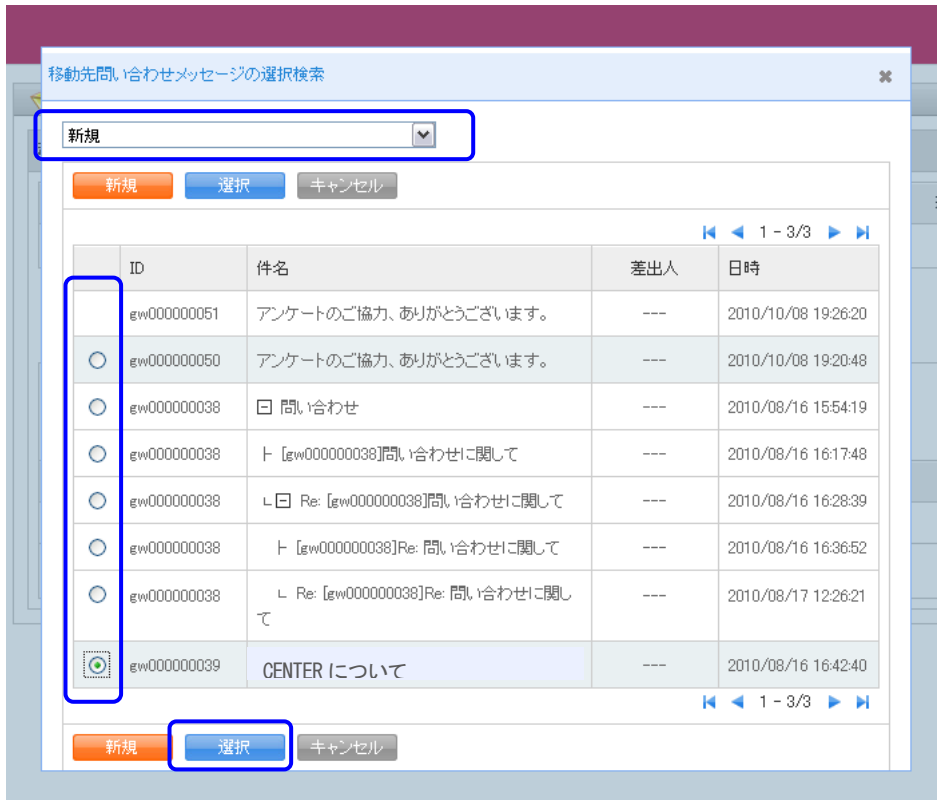 移動先問い合わせメッセージの選択検索
新規
新規 選択 キャンセル
1 - 3/3
ID 件名 差出人 日時
gw000000051 アンケートのご協力、ありがとうございます。 --- 2010/10/08 19:26:20
gw000000050 アンケートのご協力、ありがとうございます。 --- 2010/10/08 19:20:48
gw000000038 問い合わせ --- 2010/08/16 15:54:19
gw000000038 ├ [gw000000038]問い合わせに関して --- 2010/08/16 16:17:48
gw000000038 └ Re: [gw000000038]問い合わせに関して --- 2010/08/16 16:28:39
gw000000038 ├ [gw000000038]Re: 問い合わせに関して --- 2010/08/16 16:36:52
gw000000038 └ Re: [gw000000038]Re: 問い合わせに関し --- 2010/08/17 12:26:21
て
gw000000039 CENTER について --- 2010/08/16 16:42:40
1 - 3/3
新規 選択 キャンセル